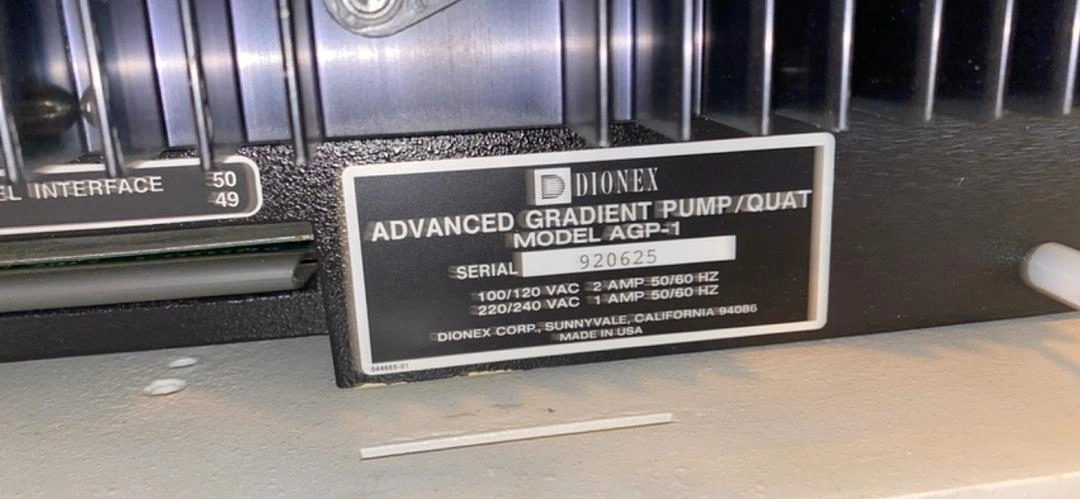 EL INTERFACE 50
49
DIONEX
ADVANCED GRADIENT PUMP/QUAT
MODEL AGP-1
SERIAL 920625
100/120 VAC 2 AMP 50/60 HZ
220/240 VAC 1 AMP 50/60 HZ
DIONEX CORP., SUNNYVALE, CALIFORNIA 94086
MADE IN USA
044665-01